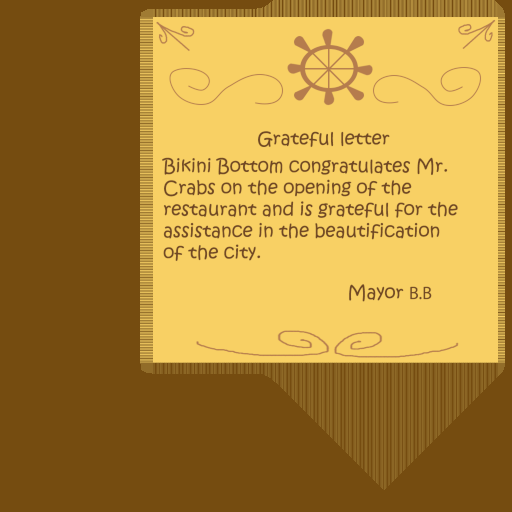 Grateful letter
Bikini Bottom congratulates Mr.
Crabs on the opening of the
restaurant and is grateful for the
assistance in the beautification
of the city.
Mayor B.B